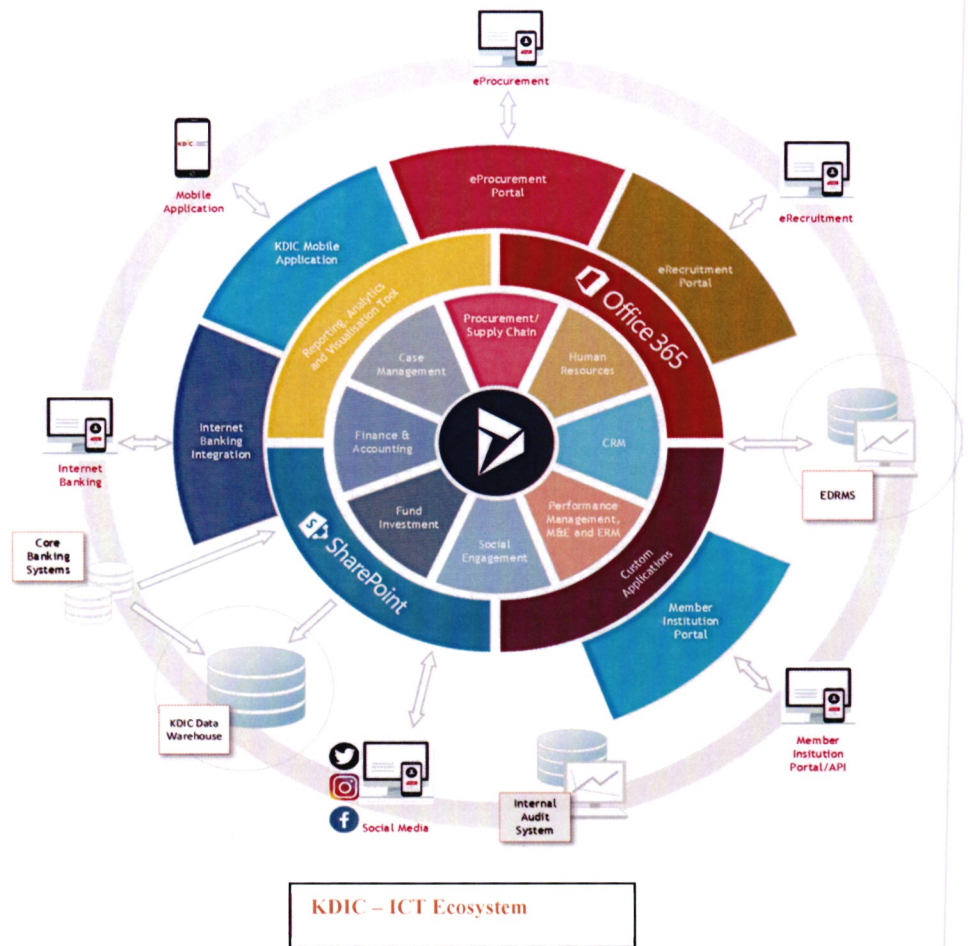 eProcurement
KDIC
Mobile
Application
eRecruitment
eProcurement
Portal
KDIC Mobile
Application
eRecruitment
Portal
Reporting, Analytics
and Visualisation Tool
Office 365
Procurement/
Supply Chain
Case
Management
Human
Resources
Internet
Banking
Integration
Finance &
Accounting
CRM
Internet
Banking
EDRMS
Fund
Investment
Performance
Management,
M&E and ERM
Social
Engagement
S
SharePoint
Custom
Applications
Core
Banking
Systems
Member
Institution
Portal
KDIC Data
Warehouse
Member
Insitution
Portal/API
Internal
Audit
System
Social Media
KDIC – ICT Ecosystem